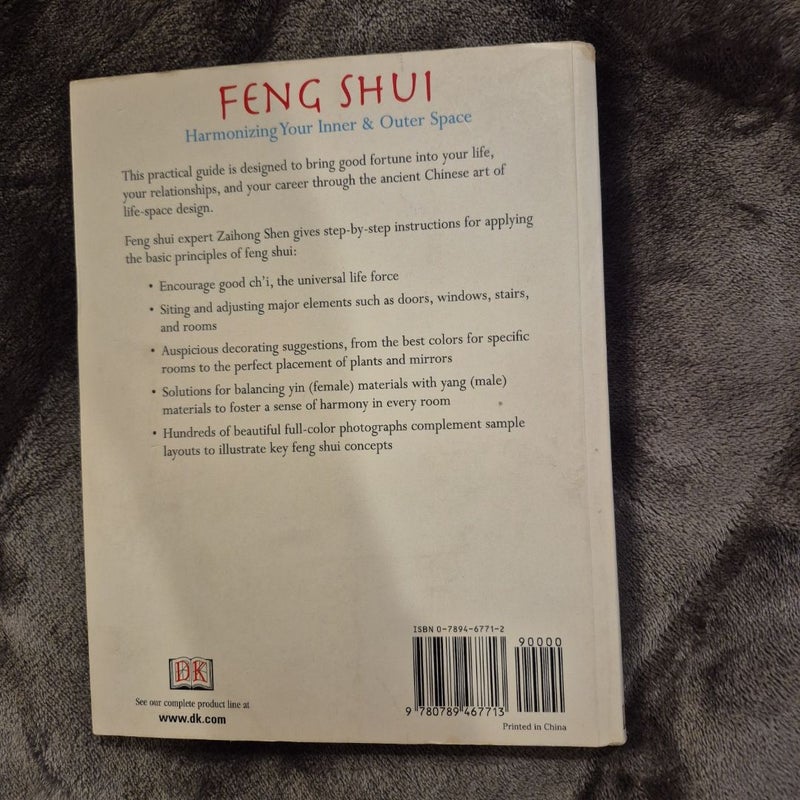 FENG SHUI
Harmonizing Your Inner & Outer Space
This practical guide is designed to bring good fortune into your life,
your relationships, and your career through the ancient Chinese art of
life-space design.
Feng shui expert Zaihong Shen gives step-by-step instructions for applying
the basic principles of feng shui:
• Encourage good ch'i, the universal life force
• Siting and adjusting major elements such as doors, windows, stairs,
and rooms
• Auspicious decorating suggestions, from the best colors for specific
rooms to the perfect placement of plants and mirrors
• Solutions for balancing yin (female) materials with yang (male)
materials to foster a sense of harmony in every room
• Hundreds of beautiful full-color photographs complement sample
layouts to illustrate key feng shui concepts
DK
See our complete product line at
www.dk.com
ISBN 0-7894-6771-2
90000
9 780789 467713
Printed in China